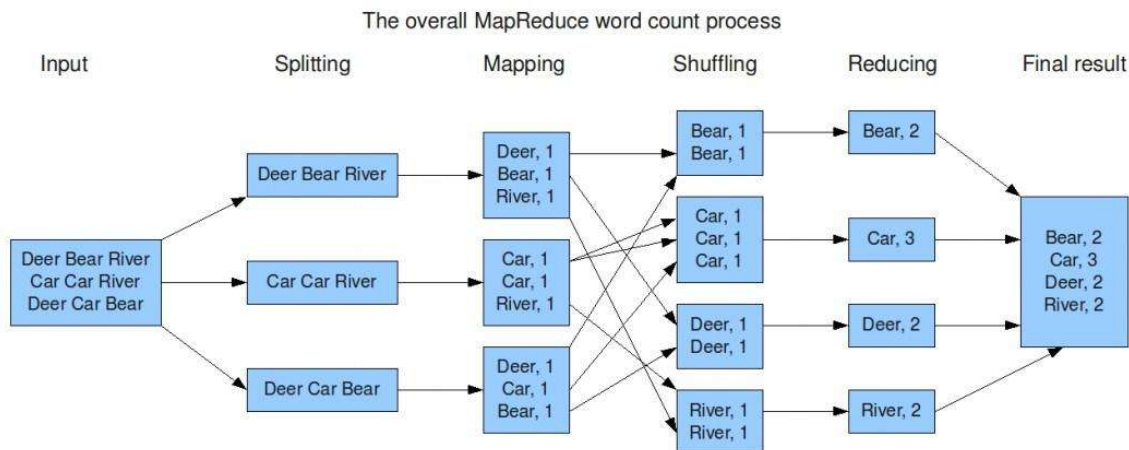 The overall MapReduce word count process
Input
Splitting
Mapping
Shuffling
Reducing
Final result
Deer Bear River
Car Car River
Deer Car Bear
Deer Bear River
Car Car River
Deer Car Bear
Deer, 1
Bear, 1
River, 1
Car, 1
Car, 1
River, 1
Deer, 1
Car, 1
Bear, 1
Bear, 1
Bear, 1
Car, 1
Car, 1
Car, 1
Deer, 1
Deer, 1
River, 1
River, 1
Bear, 2
Car, 3
Deer, 2
River, 2
Bear, 2
Car, 3
Deer, 2
River, 2